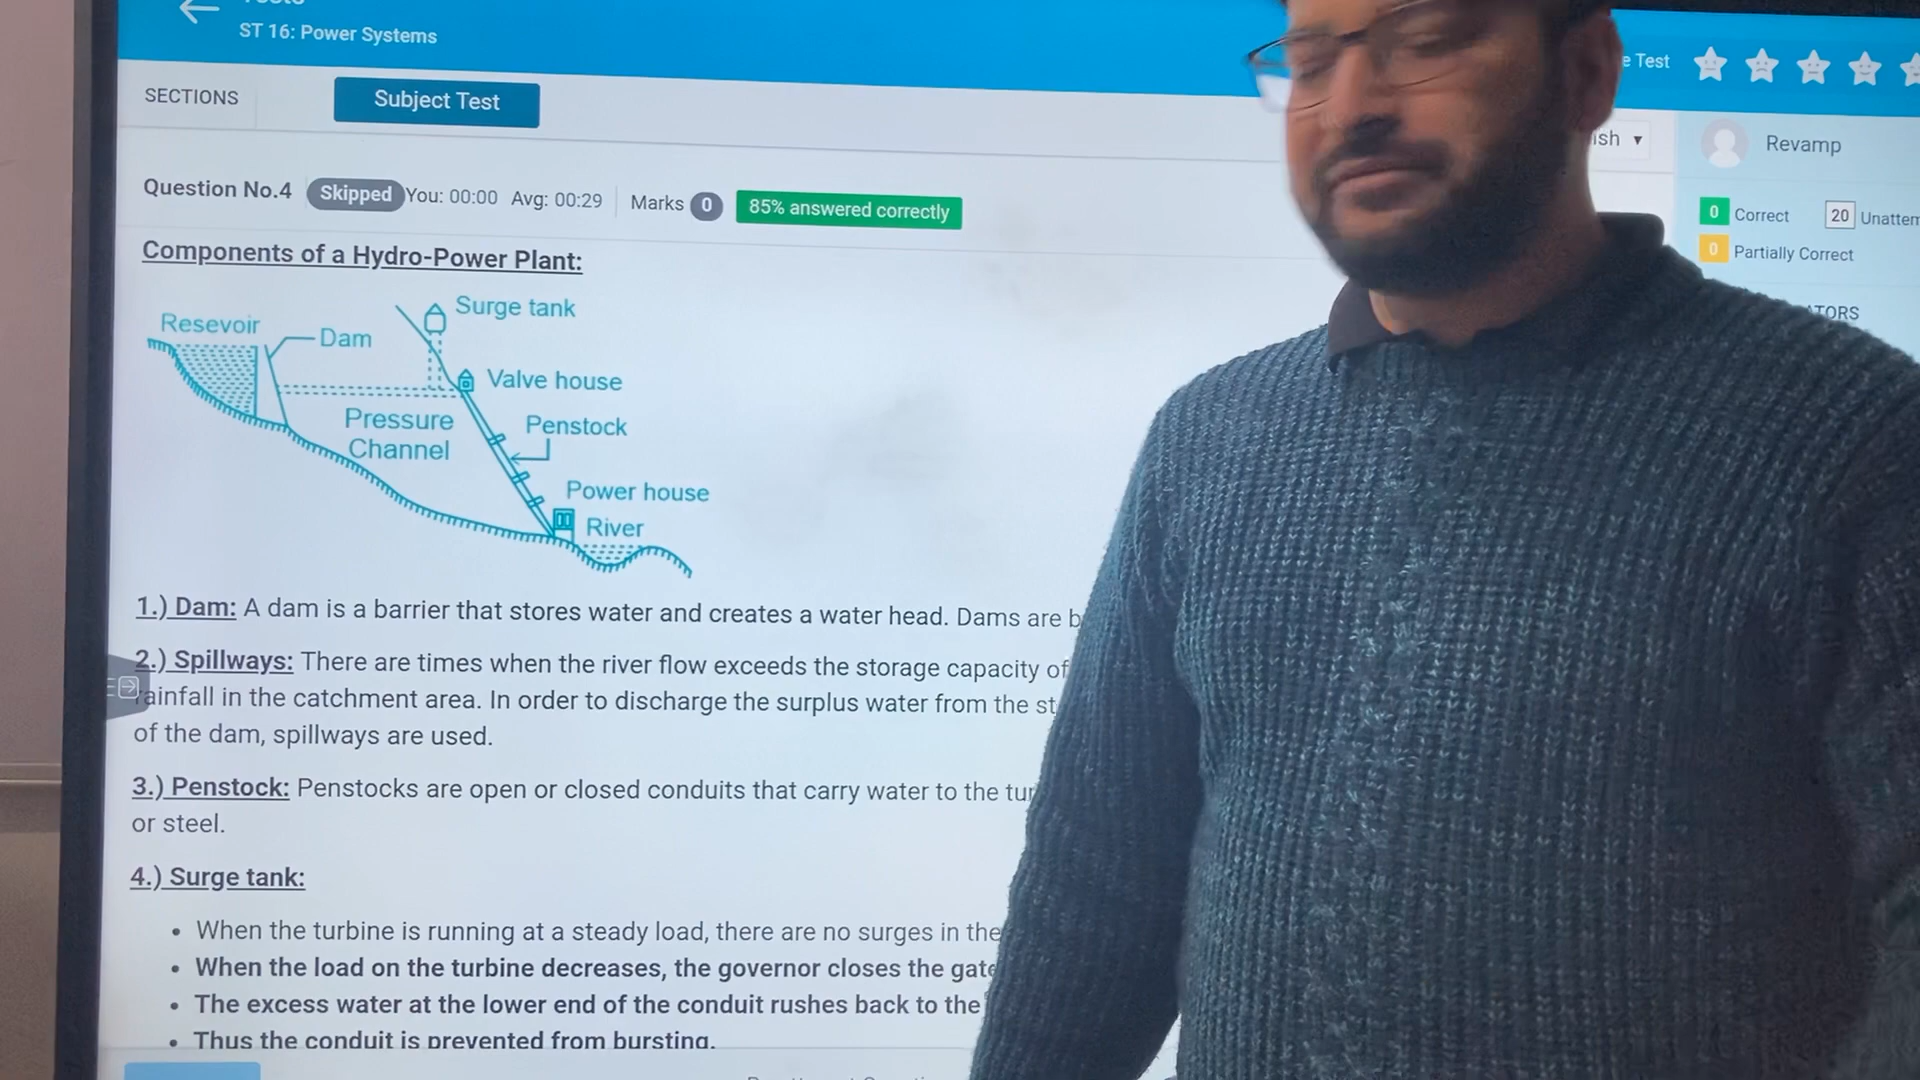 ST 16: Power Systems
e Test
SECTIONS
Subject Test
ish
Revamp
Question No.4 Skipped You: 00:00 Avg: 00:29 Marks 0 85% answered correctly
0 Correct 20 Unattem
0 Partially Correct
Components of a Hydro-Power Plant:
Surge tank
Resevoir
Dam
Valve house
Pressure
Channel
Penstock
Power house
River
1.) Dam: A dam is a barrier that stores water and creates a water head. Dams are b
2.) Spillways: There are times when the river flow exceeds the storage capacity of
rainfall in the catchment area. In order to discharge the surplus water from the st
of the dam, spillways are used.
3.) Penstock: Penstocks are open or closed conduits that carry water to the tur
or steel.
4.) Surge tank:
• When the turbine is running at a steady load, there are no surges in the
• When the load on the turbine decreases, the governor closes the gate
• The excess water at the lower end of the conduit rushes back to the
• Thus the conduit is prevented from bursting.